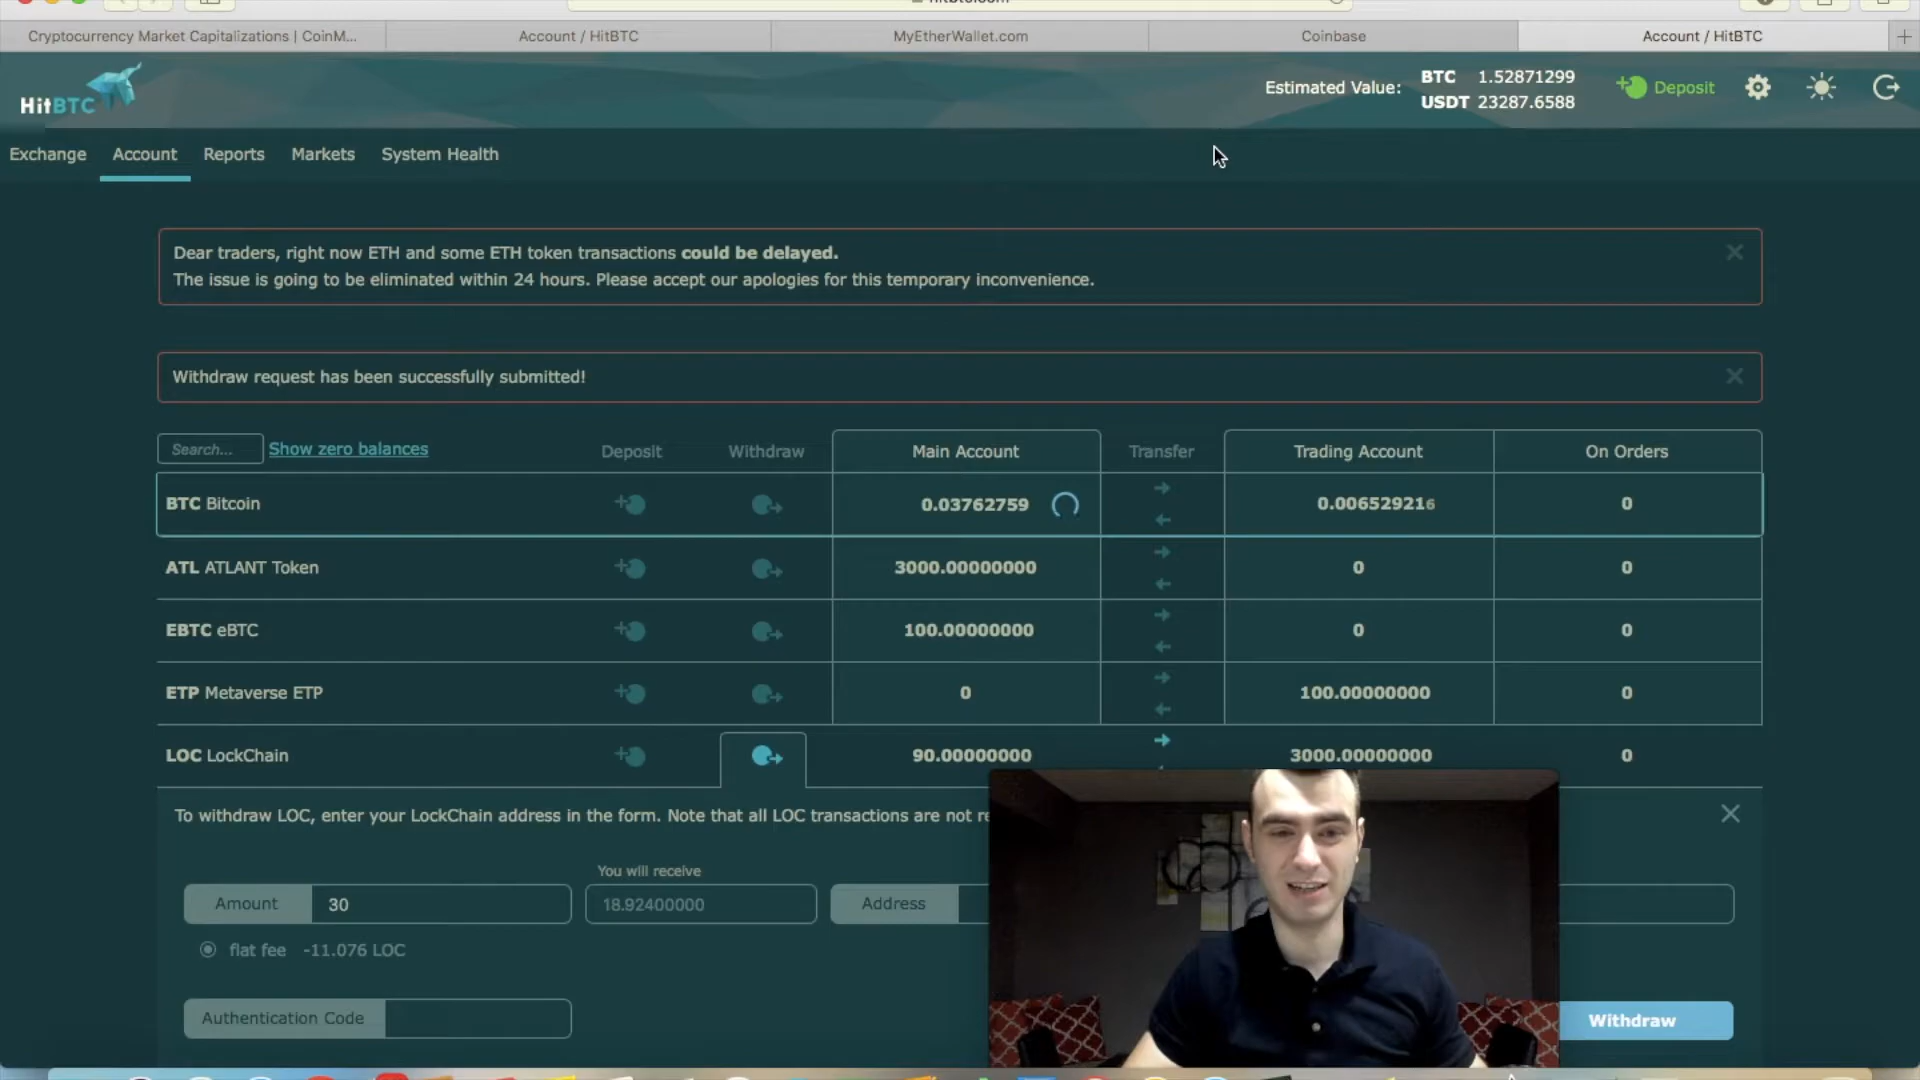 Cryptocurrency Market Capitalizations | CoinM...
Account / HitBTC
MyEtherWallet.com
Coinbase
Account / HitBTC
HitBTC
Estimated Value:
BTC 1.52871299
USDT 23287.6588
Deposit
Exchange
Account
Reports
Markets
System Health
Dear traders, right now ETH and some ETH token transactions could be delayed.
The issue is going to be eliminated within 24 hours. Please accept our apologies for this temporary inconvenience.
Withdraw request has been successfully submitted!
Search...
Show zero balances
Deposit
Withdraw
Main Account
Transfer
Trading Account
On Orders
BTC Bitcoin
0.03762759
0.006529216
0
ATL ATLANT Token
3000.00000000
0
0
EBTC eBTC
100.00000000
0
0
ETP Metaverse ETP
0
100.00000000
0
LOC LockChain
90.00000000
3000.00000000
0
To withdraw LOC, enter your LockChain address in the form. Note that all LOC transactions are not
You will receive
Amount
30
18.92400000
Address
flat fee -11.076 LOC
Authentication Code
Withdraw